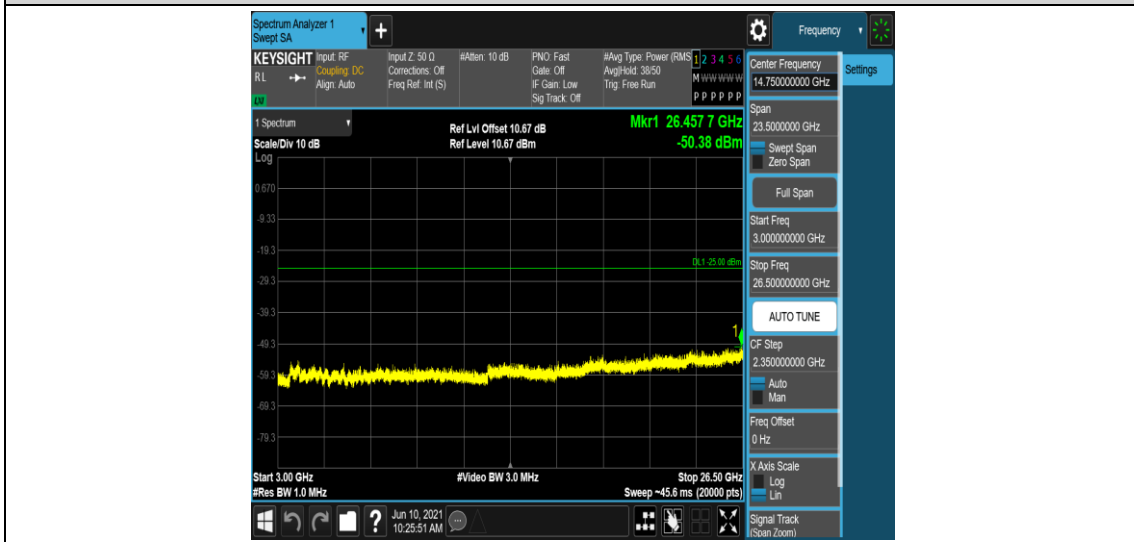 Spectrum Analyzer 1
Swept SA
+
Frequency
KEYSIGHT
RL
Input: RF
Coupling: DC
Align: Auto
Input Z: 50 Ω
Corrections: Off
Freq Ref: Int (S)
#Atten: 10 dB
PNO: Fast
Gate: Off
IF Gain: Low
Sig Track: Off
#Avg Type: Power (RMS
Avg|Hold: 38/50
Trig: Free Run
1 2 3 4 5 6
M W W W W W
P P P P P P
1 Spectrum
Scale/Div 10 dB
Log
Ref Lvl Offset 10.67 dB
Ref Level 10.67 dBm
Mkr1 26.457 7 GHz
-50.38 dBm
0.670
-9.33
-19.3
DL1 -25.00 dBm
-29.3
-39.3
1
-49.3
-59.3
-69.3
-79.3
Start 3.00 GHz
#Res BW 1.0 MHz
#Video BW 3.0 MHz
Stop 26.50 GHz
Sweep ~45.6 ms (20000 pts)
Center Frequency
14.750000000 GHz
Settings
Span
23.5000000 GHz
Swept Span
Zero Span
Full Span
Start Freq
3.000000000 GHz
Stop Freq
26.500000000 GHz
AUTO TUNE
CF Step
2.350000000 GHz
Auto
Man
Freq Offset
0 Hz
X Axis Scale
Log
Lin
Signal Track
(Span Zoom)
?
Jun 10, 2021
10:25:51 AM